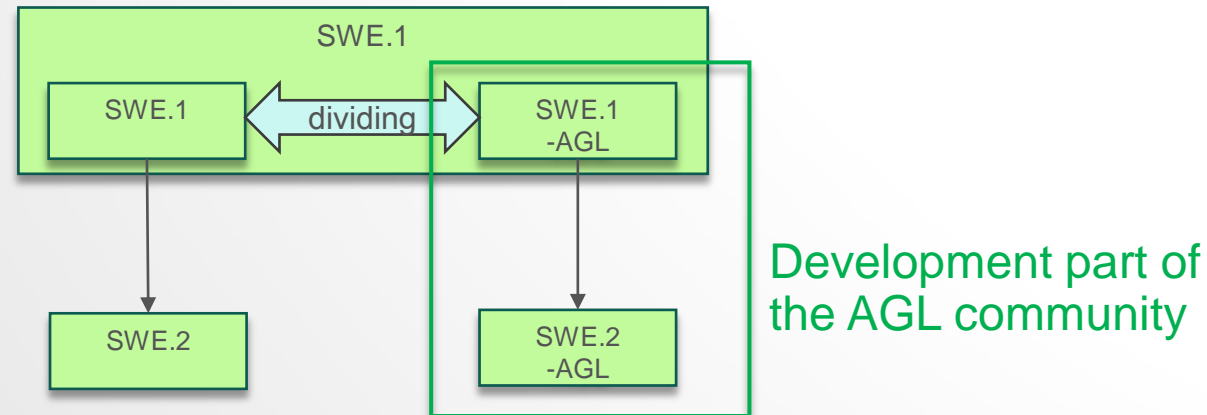 SWE.1
SWE.1
dividing
SWE.1
-AGL
Development part of
the AGL community
SWE.2
SWE.2
-AGL